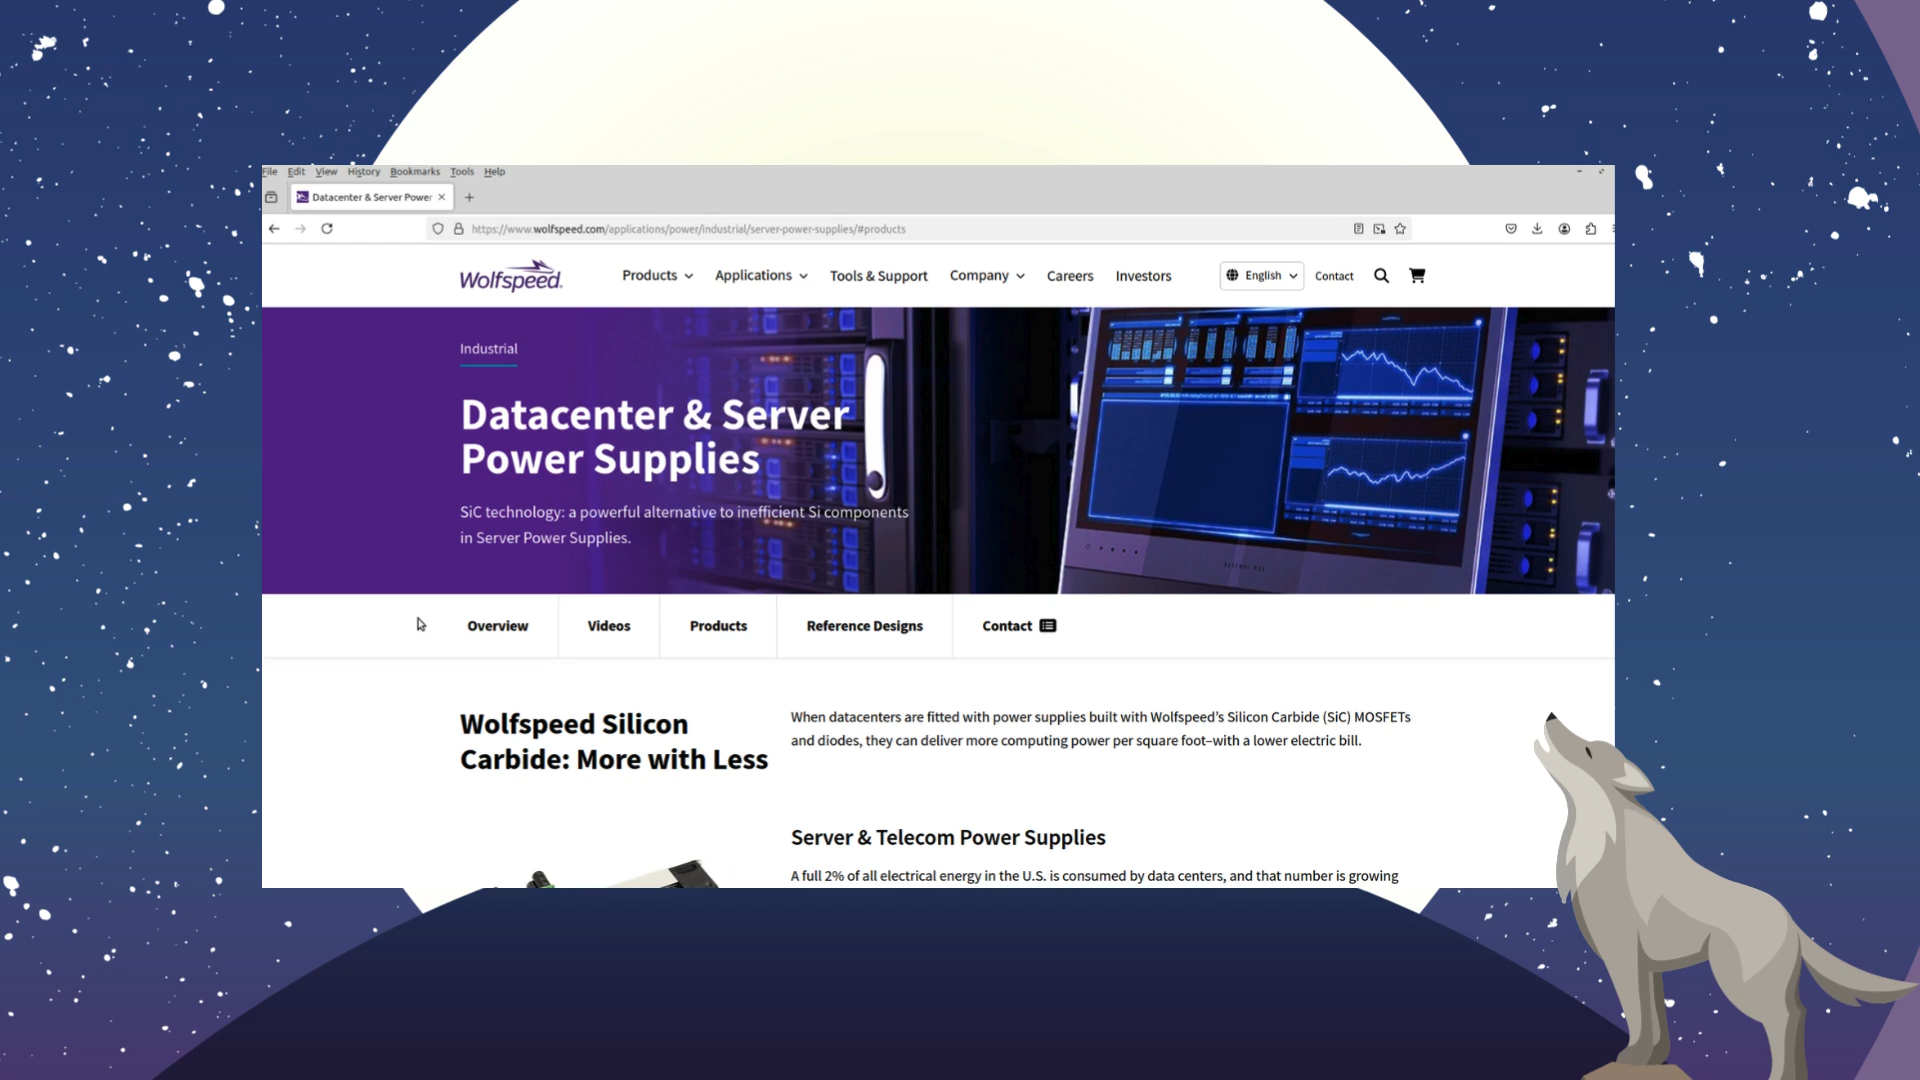 File Edit View History Bookmarks Tools Help
Datacenter & Server Power
https://www.wolfspeed.com/applications/power/industrial/server-power-supplies/#products
Wolfspeed.
Products Applications Tools & Support Company Careers Investors English Contact
Industrial
Datacenter & Server
Power Supplies
SiC technology: a powerful alternative to inefficient Si components
in Server Power Supplies.
Overview Videos Products Reference Designs Contact
Wolfspeed Silicon
Carbide: More with Less
When datacenters are fitted with power supplies built with Wolfspeed’s Silicon Carbide (SiC) MOSFETs
and diodes, they can deliver more computing power per square foot–with a lower electric bill.
Server & Telecom Power Supplies
A full 2% of all electrical energy in the U.S. is consumed by data centers, and that number is growing